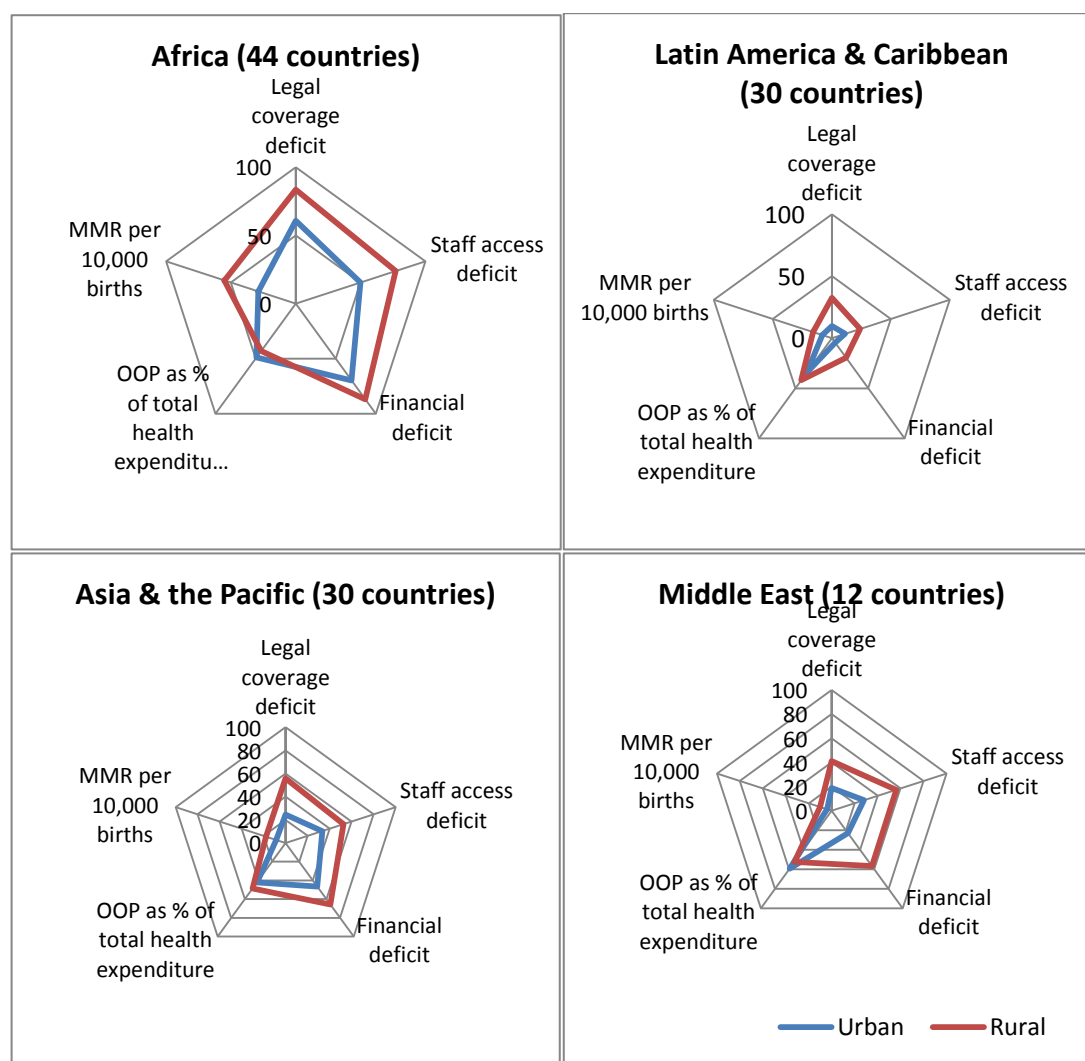 Africa (44 countries)
Legal
coverage
deficit
100
50
0
MMR per
10,000
births
Staff access
deficit
OOP as %
of total
health
expenditu…
Financial
deficit
Latin America & Caribbean
(30 countries)
Legal
coverage
deficit
100
50
0
MMR per
10,000 births
Staff access
deficit
OOP as % of
total health
expenditure
Financial
deficit
Asia & the Pacific (30 countries)
Legal
coverage
deficit
100
80
60
40
20
0
MMR per
10,000
births
Staff access
deficit
OOP as % of
total health
expenditure
Financial
deficit
Middle East (12 countries)
Legal
coverage
deficit
100
80
60
40
20
0
MMR per
10,000
births
Staff access
deficit
OOP as % of
total health
expenditure
Financial
deficit
Urban
Rural